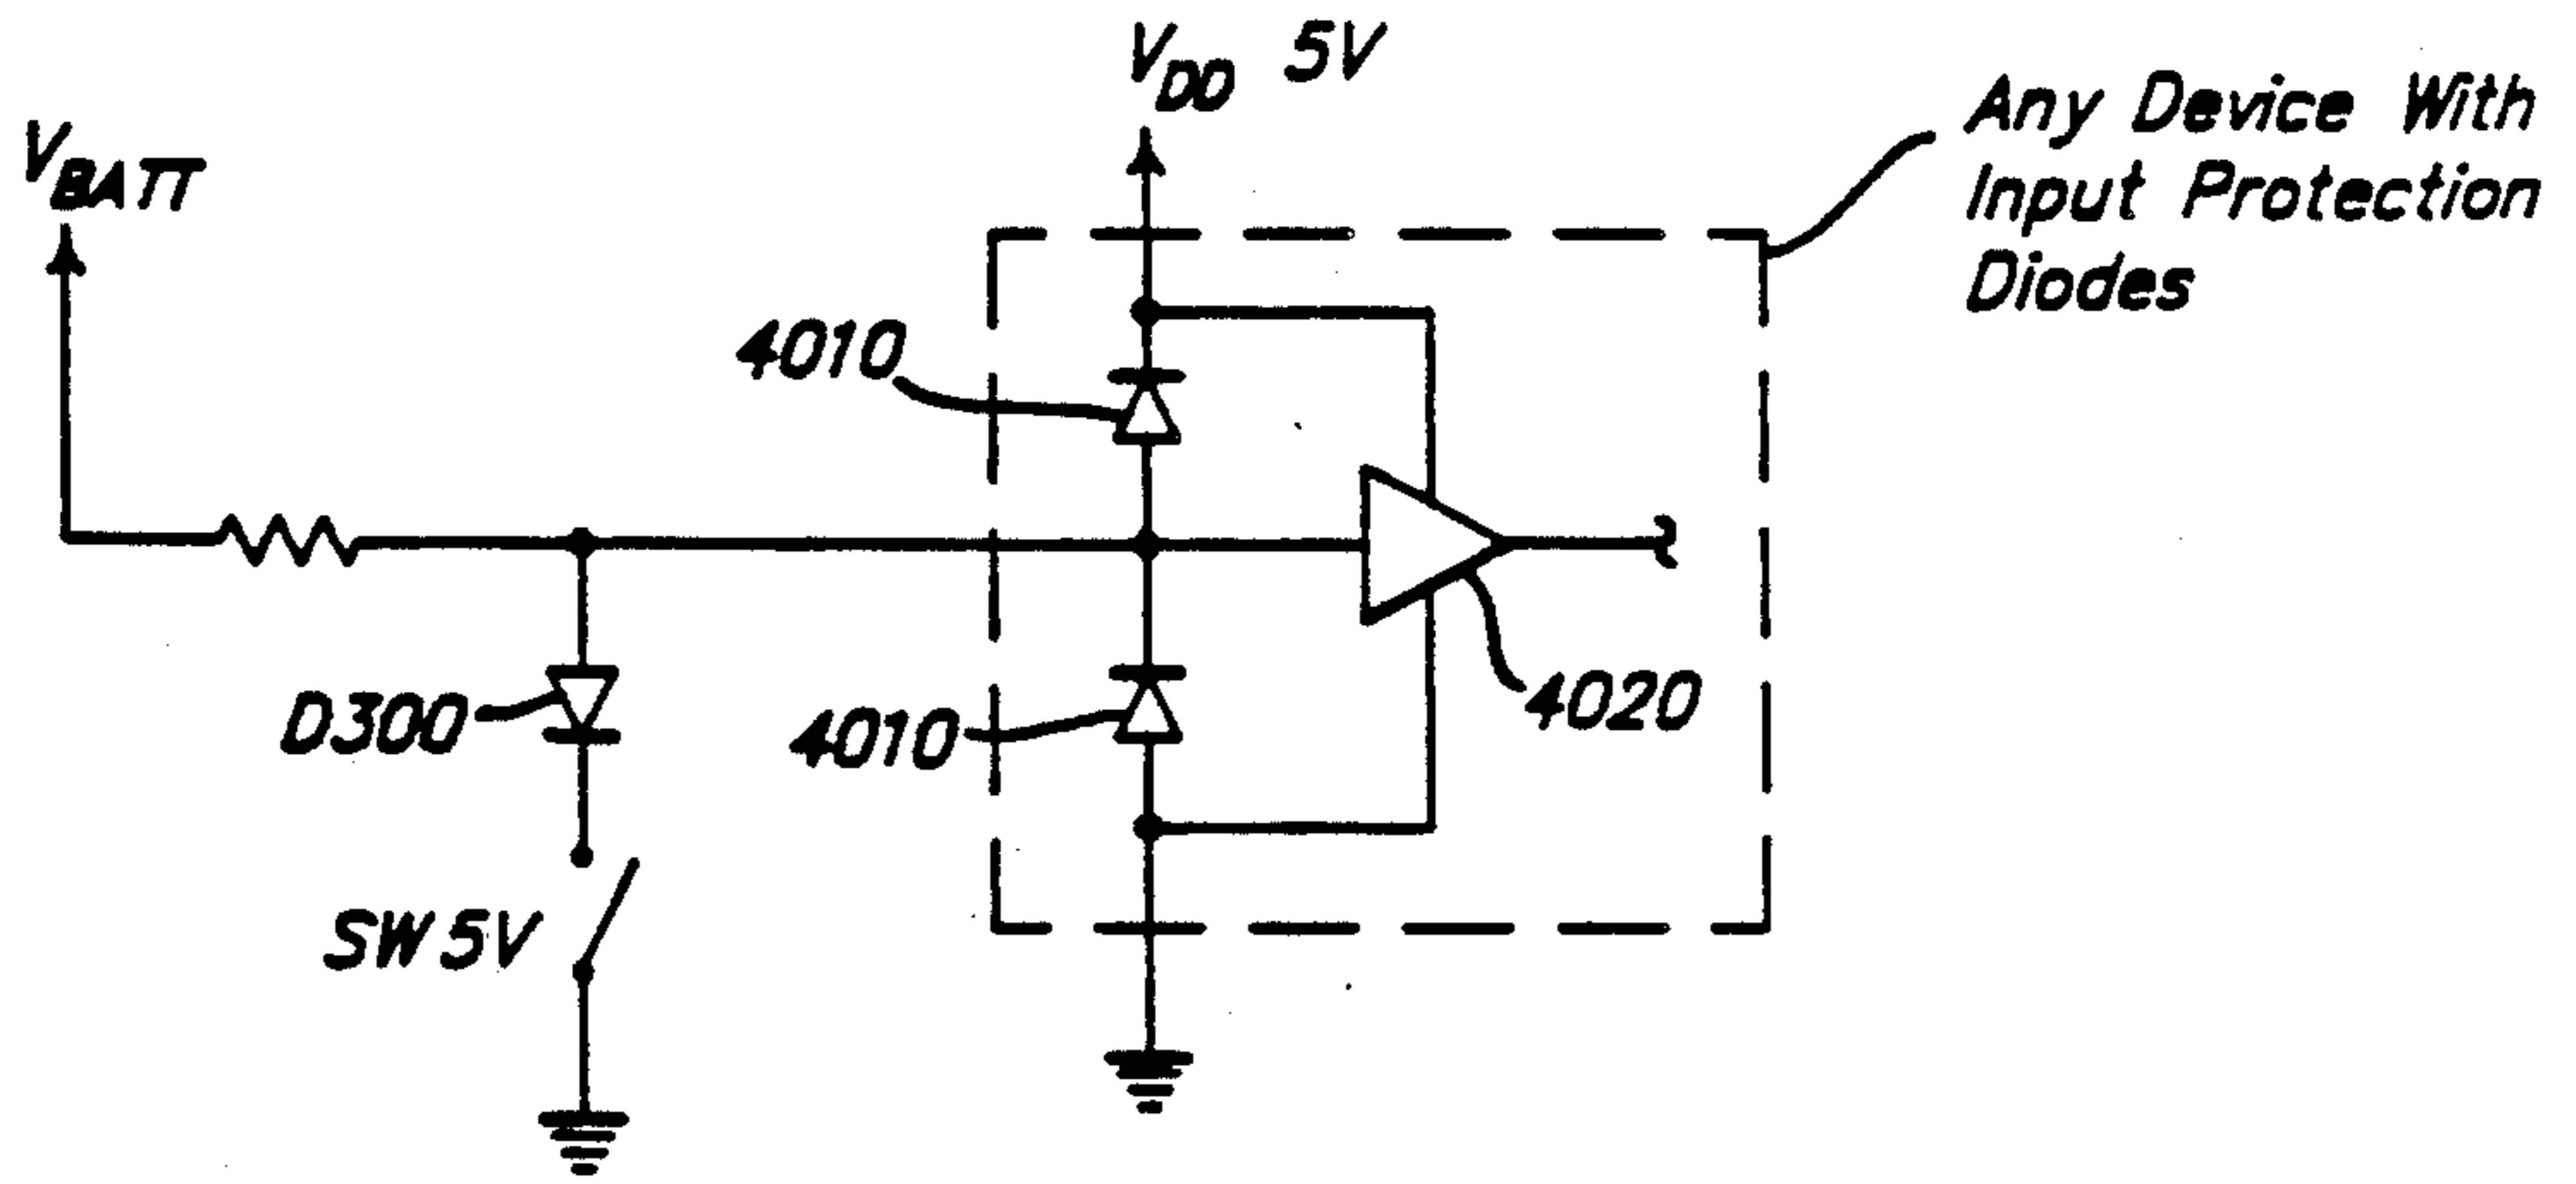 V_DD 5V
V_BATT
Any Device With
Input Protection
Diodes
4010
D300
4010
4020
SW5V